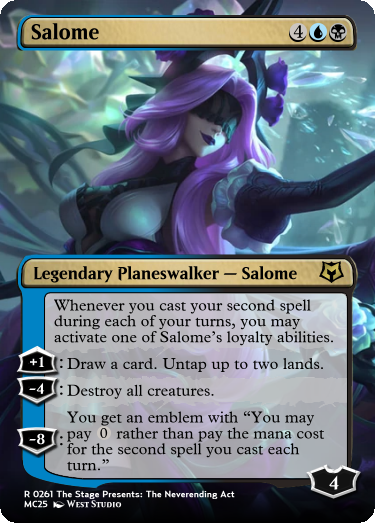 Salome 4
Legendary Planeswalker — Salome
Whenever you cast your second spell
during each of your turns, you may
activate one of Salome's loyalty abilities.
+1: Draw a card. Untap up to two lands.
-4: Destroy all creatures.
You get an emblem with “You may
pay 0 rather than pay the mana cost
-8: for the second spell you cast each
turn.”
4
R 0261 The Stage Presents: The Neverending Act
MC25 West Studio